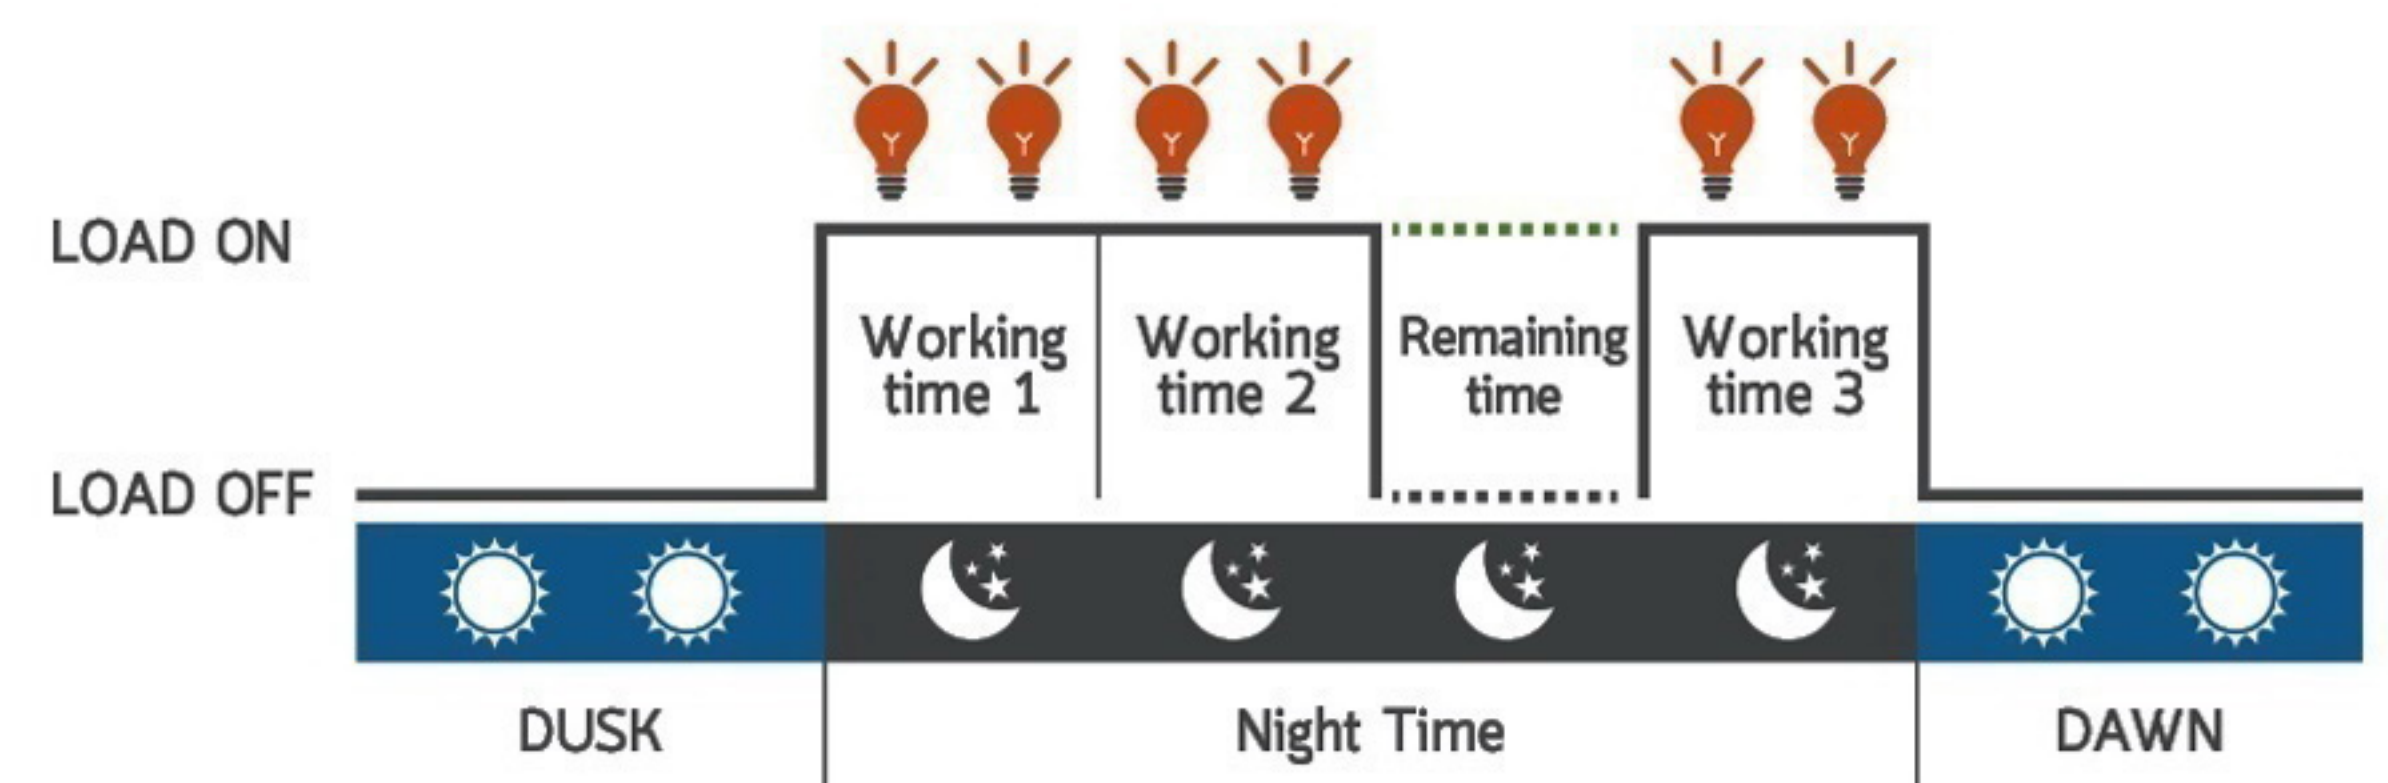 LOAD ON
LOAD OFF
Working
time 1
Working
time 2
Remaining
time
Working
time 3
DUSK
Night Time
DAWN